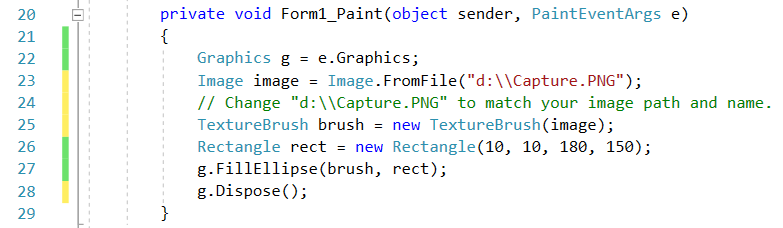 20 private void Form1_Paint(object sender, PaintEventArgs e)
21 {
22 Graphics g = e.Graphics;
23 Image image = Image.FromFile("d:\\Capture.PNG");
24 // Change "d:\\Capture.PNG" to match your image path and name.
25 TextureBrush brush = new TextureBrush(image);
26 Rectangle rect = new Rectangle(10, 10, 180, 150);
27 g.FillEllipse(brush, rect);
28 g.Dispose();
29 }